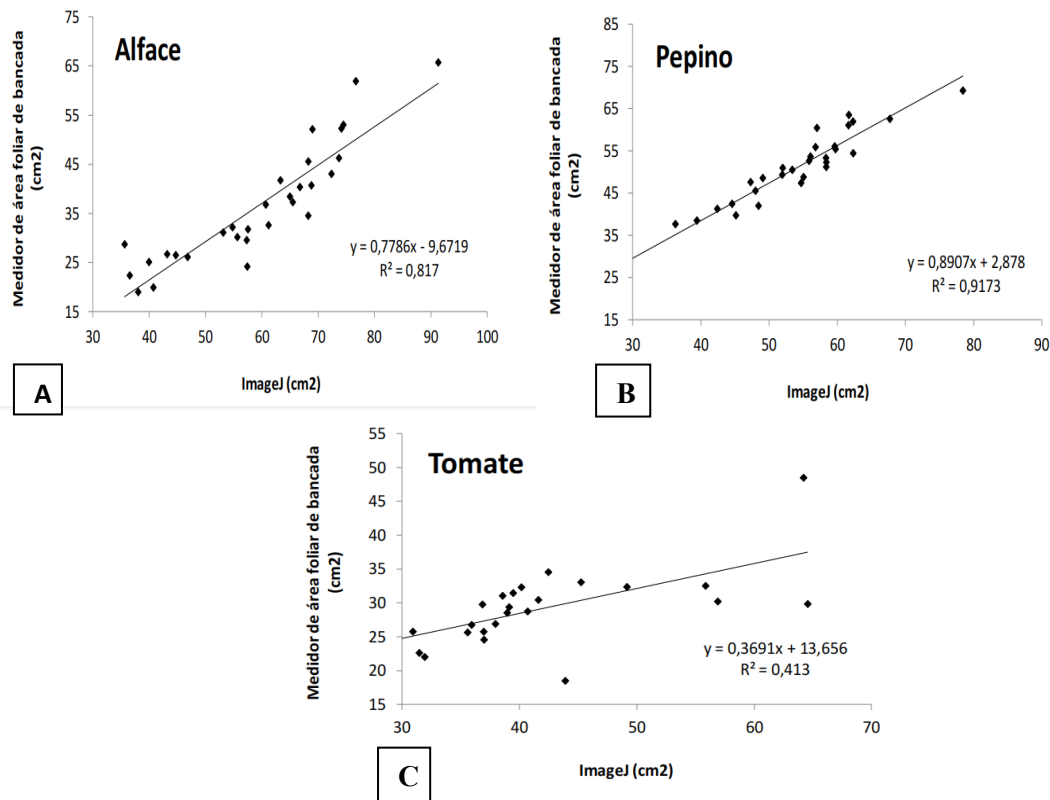 Alface
Medidor de área foliar de bancada
(cm2)
75
65
55
45
35
25
15
y = 0,7786x - 9,6719
R² = 0,817
30 40 50 60 70 80 90 100
ImageJ (cm2)
A
Pepino
Medidor de área foliar de bancada
(cm2)
85
75
65
55
45
35
25
15
y = 0,8907x + 2,878
R² = 0,9173
30 40 50 60 70 80 90
ImageJ (cm2)
B
Tomate
Medidor de área foliar de bancada
(cm2)
55
50
45
40
35
30
25
20
15
y = 0,3691x + 13,656
R² = 0,413
30 40 50 60 70
ImageJ (cm2)
C